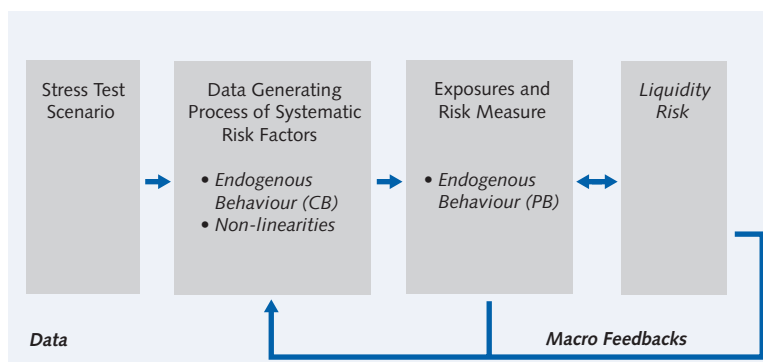 Stress Test
Scenario
Data Generating
Process of Systematic
Risk Factors
• Endogenous
Behaviour (CB)
• Non-linearities
Exposures and
Risk Measure
• Endogenous
Behaviour (PB)
Liquidity
Risk
Data
Macro Feedbacks